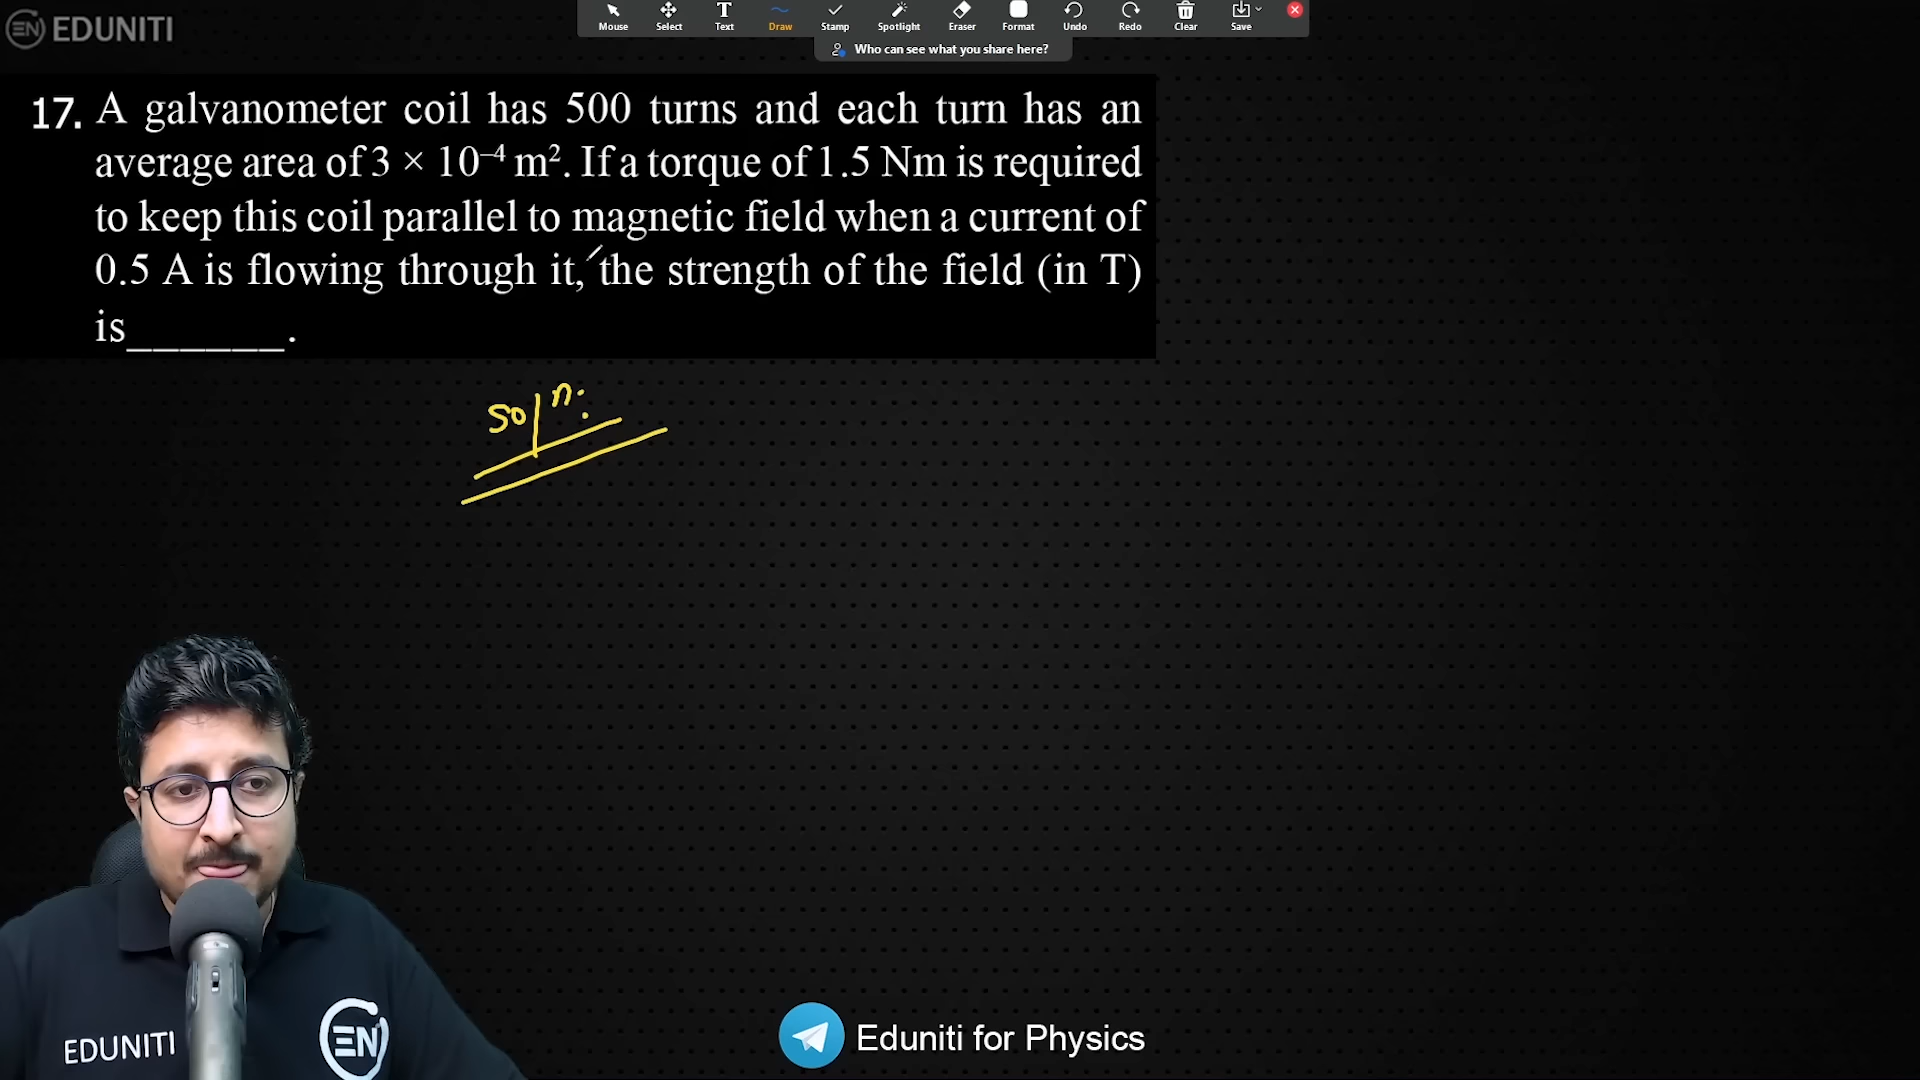 EN EDUNITI
Mouse Select Text Draw Stamp Spotlight Eraser Format Undo Redo Clear Save
Who can see what you share here?
17. A galvanometer coil has 500 turns and each turn has an
average area of 3 × 10⁻⁴ m². If a torque of 1.5 Nm is required
to keep this coil parallel to magnetic field when a current of
0.5 A is flowing through it, the strength of the field (in T)
is______.
Soln:
EDUNITI EN
Eduniti for Physics